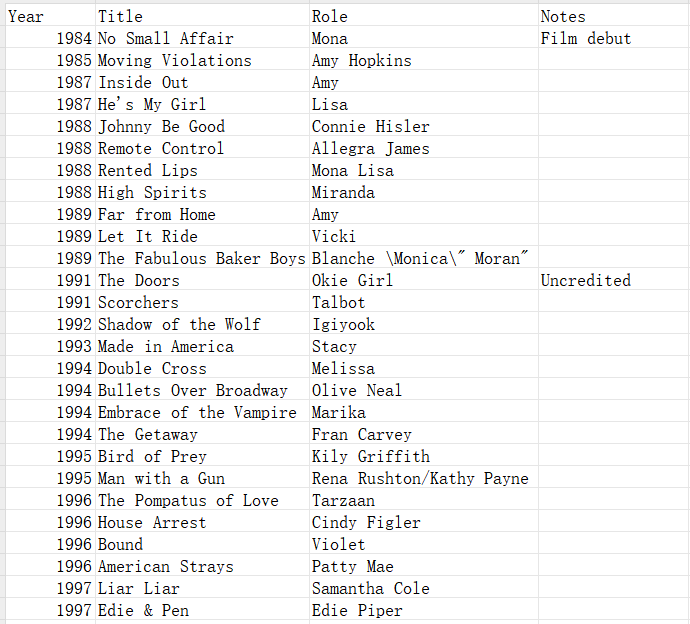 Year Title Role Notes
1984 No Small Affair Mona Film debut
1985 Moving Violations Amy Hopkins
1987 Inside Out Amy
1987 He's My Girl Lisa
1988 Johnny Be Good Connie Hisler
1988 Remote Control Allegra James
1988 Rented Lips Mona Lisa
1988 High Spirits Miranda
1989 Far from Home Amy
1989 Let It Ride Vicki
1989 The Fabulous Baker Boys Blanche \Monica\" Moran"
1991 The Doors Okie Girl Uncredited
1991 Scorchers Talbot
1992 Shadow of the Wolf Igiyook
1993 Made in America Stacy
1994 Double Cross Melissa
1994 Bullets Over Broadway Olive Neal
1994 Embrace of the Vampire Marika
1994 The Getaway Fran Carvey
1995 Bird of Prey Kily Griffith
1995 Man with a Gun Rena Rushton/Kathy Payne
1996 The Pompatus of Love Tarzaan
1996 House Arrest Cindy Figler
1996 Bound Violet
1996 American Strays Patty Mae
1997 Liar Liar Samantha Cole
1997 Edie & Pen Edie Piper